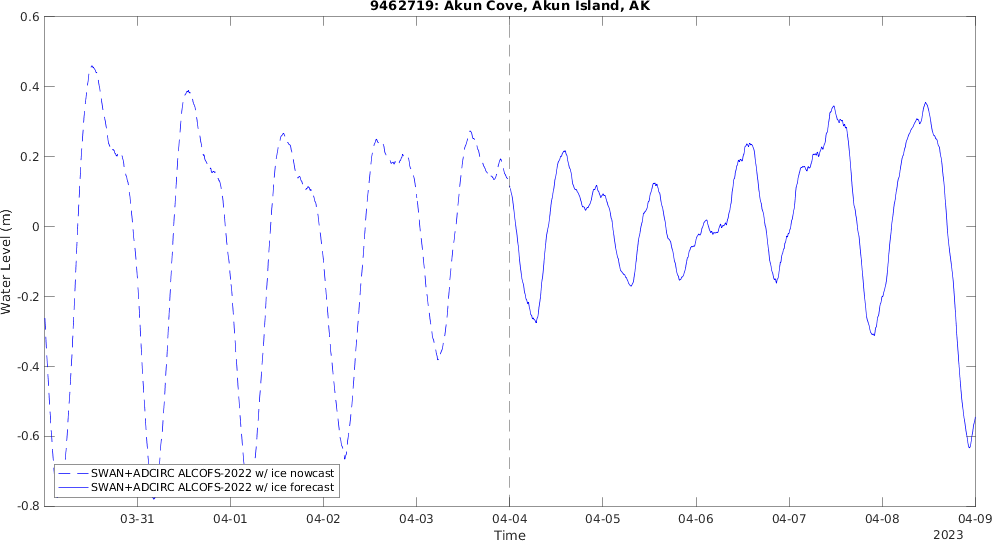 9462719: Akun Cove, Akun Island, AK
0.6
0.4
0.2
0
-0.2
-0.4
-0.6
-0.8
Water Level (m)
SWAN+ADCIRC ALCOFS-2022 w/ ice nowcast
SWAN+ADCIRC ALCOFS-2022 w/ ice forecast
03-31 04-01 04-02 04-03 04-04 04-05 04-06 04-07 04-08 04-09
Time
2023